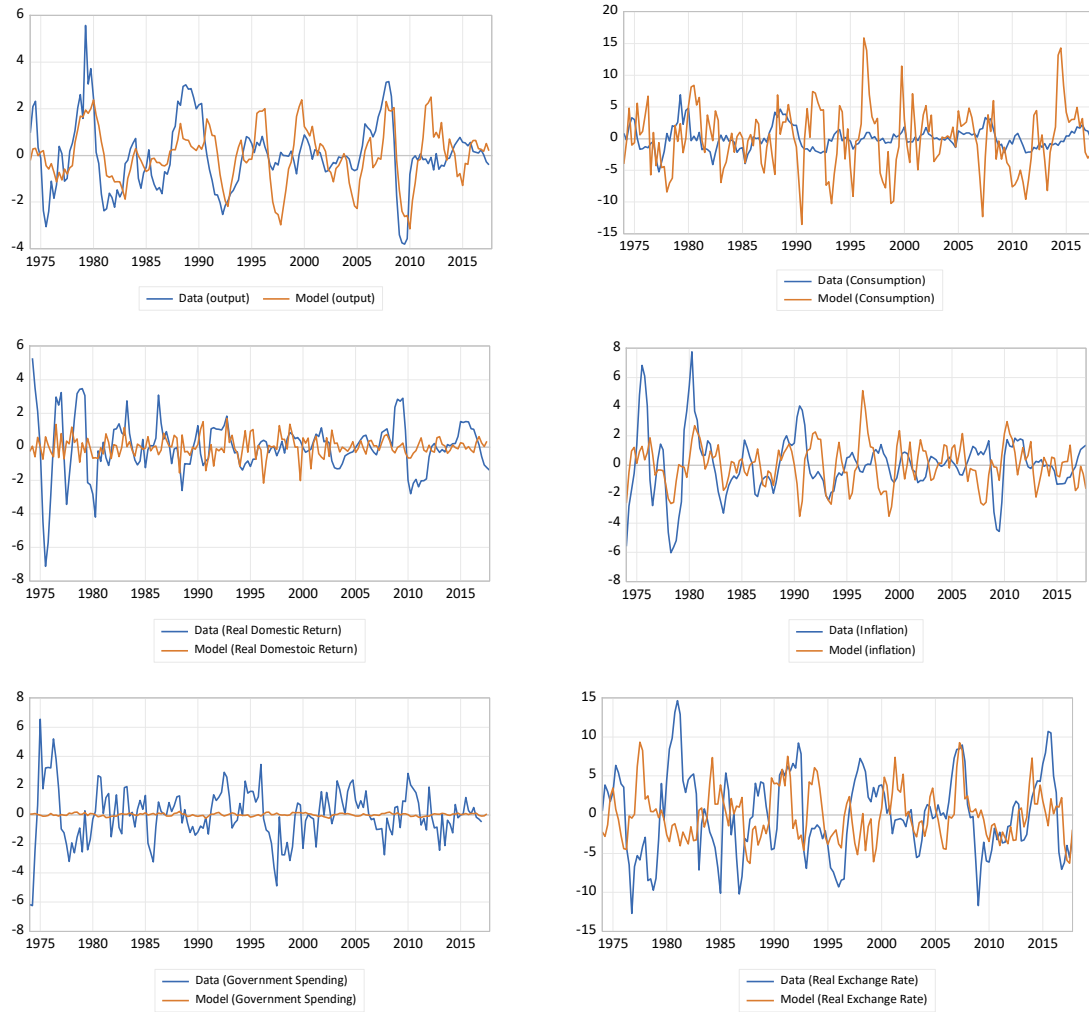 6
4
2
0
-2
-4
1975 1980 1985 1990 1995 2000 2005 2010 2015
Data (output) Model (output)
20
15
10
5
0
-5
-10
-15
1975 1980 1985 1990 1995 2000 2005 2010 2015
Data (Consumption)
Model (Consumption)
6
4
2
0
-2
-4
-6
-8
1975 1980 1985 1990 1995 2000 2005 2010 2015
Data (Real Domestic Return)
Model (Real Domestoic Return)
8
6
4
2
0
-2
-4
-6
-8
1975 1980 1985 1990 1995 2000 2005 2010 2015
Data (Inflation)
Model (inflation)
8
6
4
2
0
-2
-4
-6
-8
1975 1980 1985 1990 1995 2000 2005 2010 2015
Data (Government Spending)
Model (Government Spending)
15
10
5
0
-5
-10
-15
1975 1980 1985 1990 1995 2000 2005 2010 2015
Data (Real Exchange Rate)
Model (Real Exchange Rate)